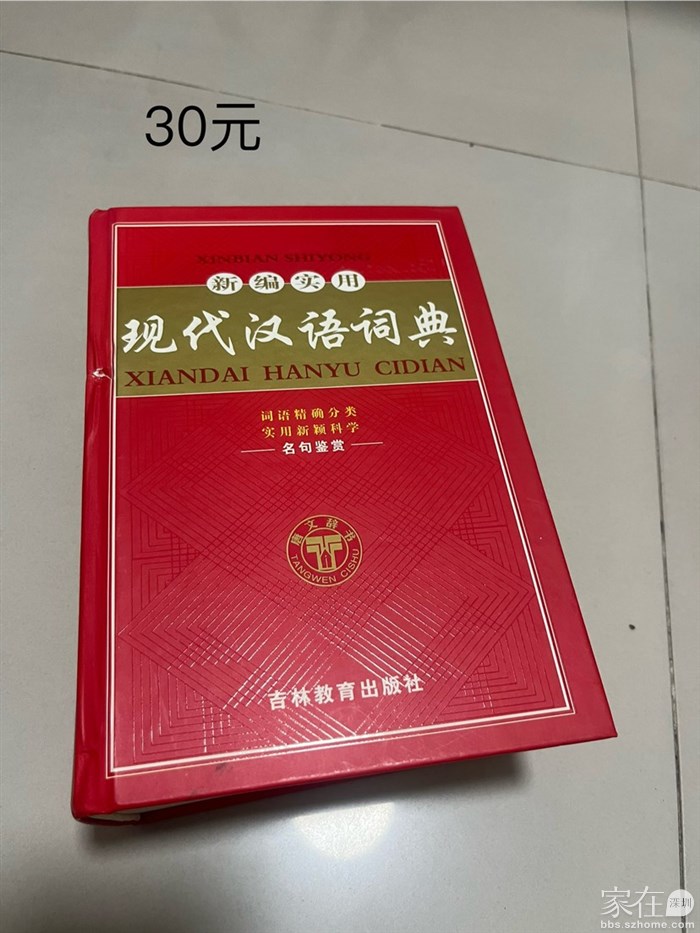 30元
XINBIAN SHIYONG
新编实用
现代汉语词典
XIANDAI HANYU CIDIAN
词语精确分类
实用新颖科学
名句鉴赏
唐文辞书
TANGWEN CISHU
吉林教育出版社
家在深圳
bbs.szhome.com